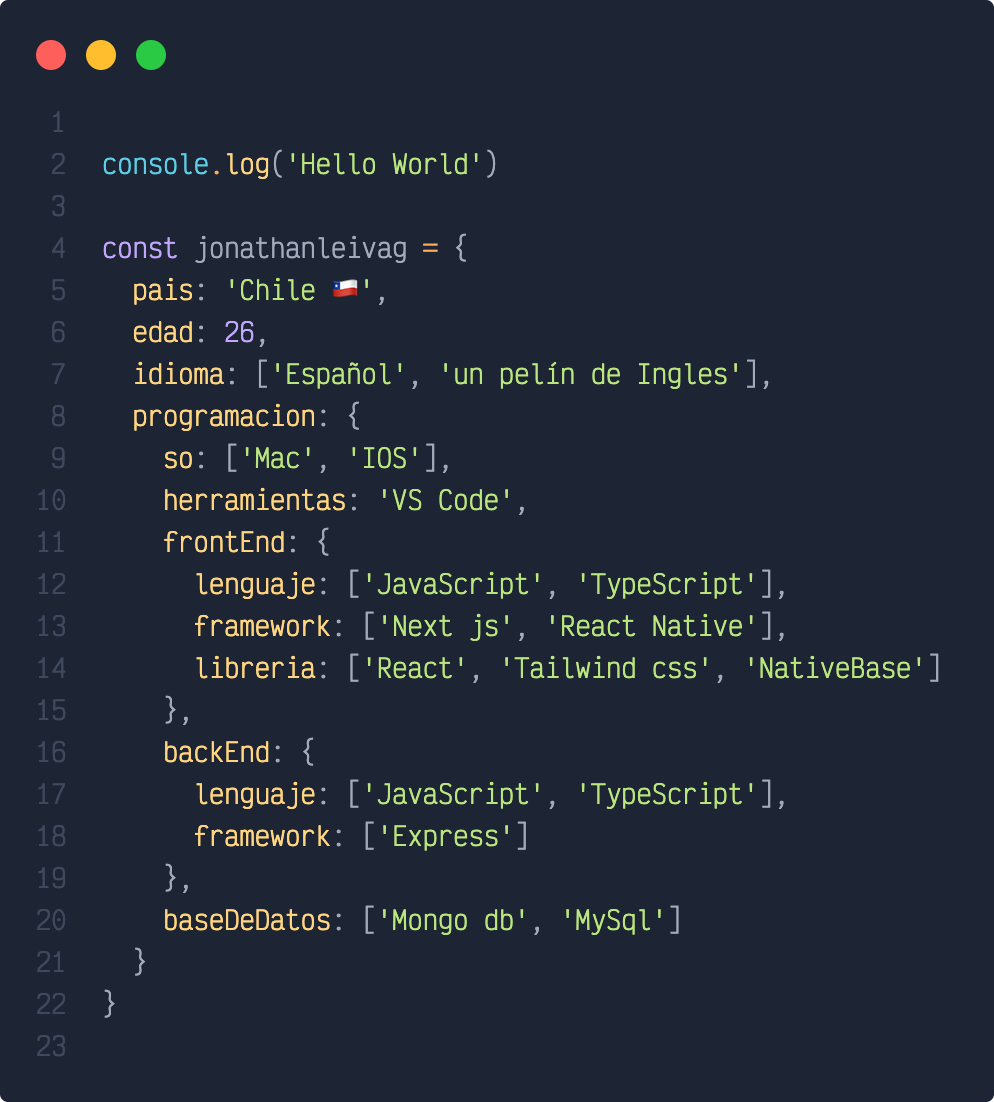 1
2 console.log('Hello World')
3
4 const jonathanleivag = {
5   pais: 'Chile 🇨🇱',
6   edad: 26,
7   idioma: ['Español', 'un pelín de Ingles'],
8   programacion: {
9     so: ['Mac', 'IOS'],
10     herramientas: 'VS Code',
11     frontEnd: {
12       lenguaje: ['JavaScript', 'TypeScript'],
13       framework: ['Next js', 'React Native'],
14       libreria: ['React', 'Tailwind css', 'NativeBase']
15     },
16     backEnd: {
17       lenguaje: ['JavaScript', 'TypeScript'],
18       framework: ['Express']
19     },
20     baseDeDatos: ['Mongo db', 'MySql']
21   }
22 }
23